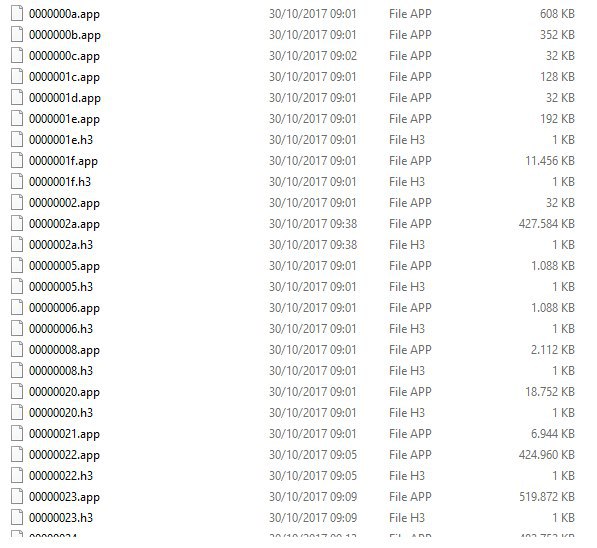 0000000a.app 30/10/2017 09:01 File APP 608 KB
0000000b.app 30/10/2017 09:01 File APP 352 KB
0000000c.app 30/10/2017 09:02 File APP 32 KB
0000001c.app 30/10/2017 09:01 File APP 128 KB
0000001d.app 30/10/2017 09:01 File APP 32 KB
0000001e.app 30/10/2017 09:01 File APP 192 KB
0000001e.h3 30/10/2017 09:01 File H3 1 KB
0000001f.app 30/10/2017 09:01 File APP 11.456 KB
0000001f.h3 30/10/2017 09:01 File H3 1 KB
00000002.app 30/10/2017 09:01 File APP 32 KB
0000002a.app 30/10/2017 09:38 File APP 427.584 KB
0000002a.h3 30/10/2017 09:38 File H3 1 KB
00000005.app 30/10/2017 09:01 File APP 1.088 KB
00000005.h3 30/10/2017 09:01 File H3 1 KB
00000006.app 30/10/2017 09:01 File APP 1.088 KB
00000006.h3 30/10/2017 09:01 File H3 1 KB
00000008.app 30/10/2017 09:01 File APP 2.112 KB
00000008.h3 30/10/2017 09:01 File H3 1 KB
00000020.app 30/10/2017 09:01 File APP 18.752 KB
00000020.h3 30/10/2017 09:01 File H3 1 KB
00000021.app 30/10/2017 09:01 File APP 6.944 KB
00000022.app 30/10/2017 09:05 File APP 424.960 KB
00000022.h3 30/10/2017 09:05 File H3 1 KB
00000023.app 30/10/2017 09:09 File APP 519.872 KB
00000023.h3 30/10/2017 09:09 File H3 1 KB